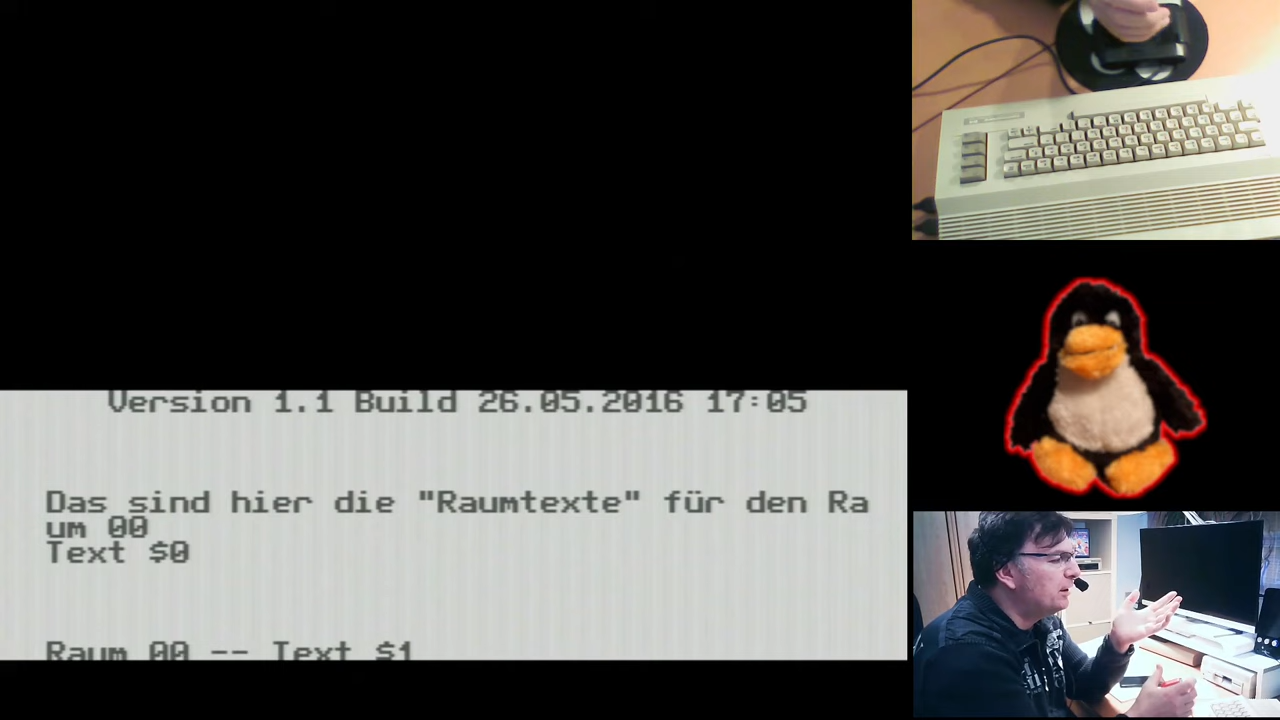 Version 1.1 Build 26.05.2016 17:05
Das sind hier die "Raumtexte" für den Ra
um 00
Text $0
Raum 00 -- Text $1